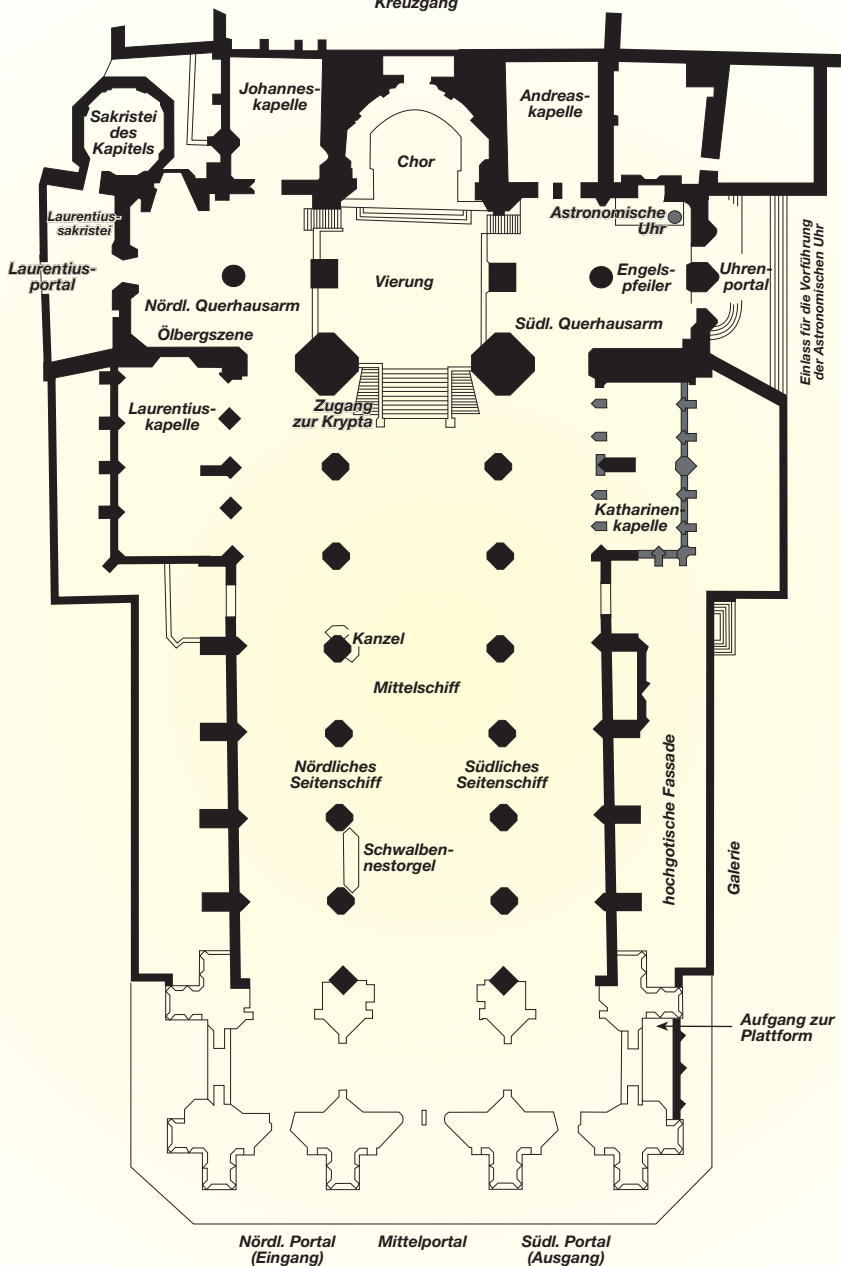 Kreuzgang
Johannes-
kapelle
Andreas-
kapelle
Sakristei
des
Kapitels
Chor
Laurentius-
sakristei
Astronomische
Uhr
Laurentius-
portal
Vierung
Engels-
pfeiler
Uhren-
portal
Einlass für die Vorführung
der Astronomischen Uhr
Nördl. Querhausarm
Südl. Querhausarm
Ölbergszene
Laurentius-
kapelle
Zugang
zur Krypta
Katharinen-
kapelle
Kanzel
Mittelschiff
Nördliches
Seitenschiff
Südliches
Seitenschiff
hochgotische Fassade
Galerie
Schwalben-
nestorgel
Aufgang zur
Plattform
Nördl. Portal
(Eingang)
Mittelportal
Südl. Portal
(Ausgang)